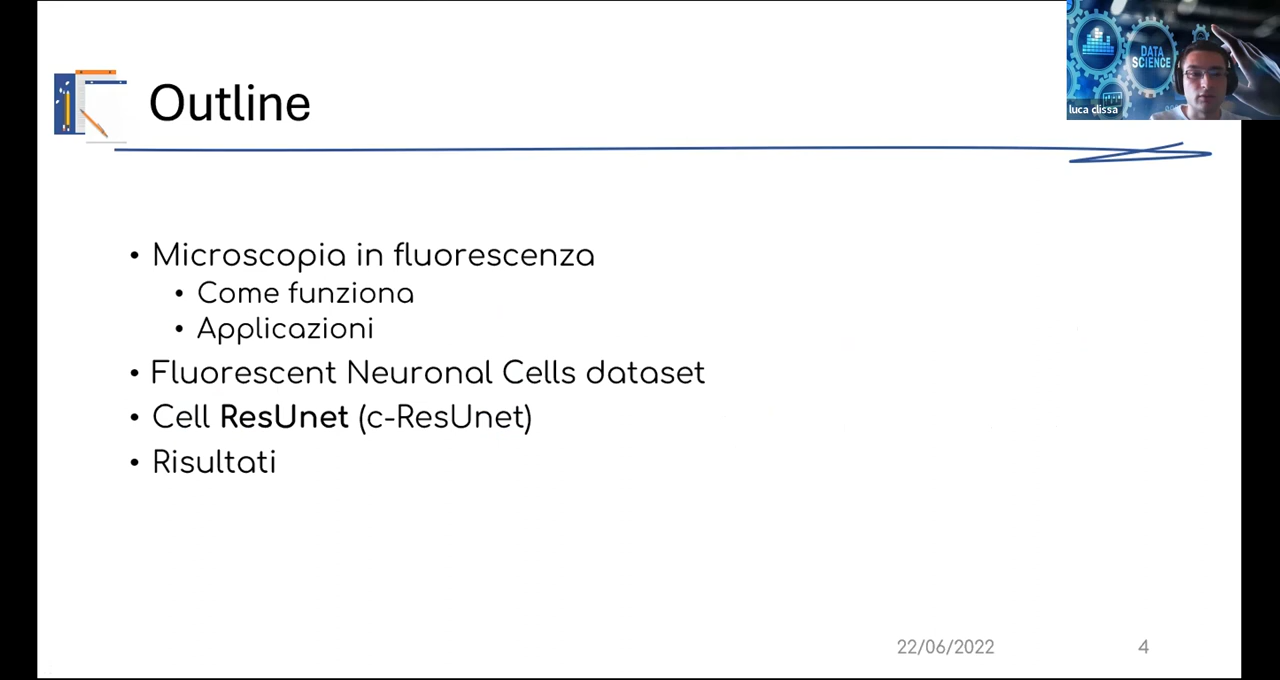 DATA
SCIENCE
luca clissa
Outline
• Microscopia in fluorescenza
• Come funziona
• Applicazioni
• Fluorescent Neuronal Cells dataset
• Cell ResUnet (c-ResUnet)
• Risultati
22/06/2022
4